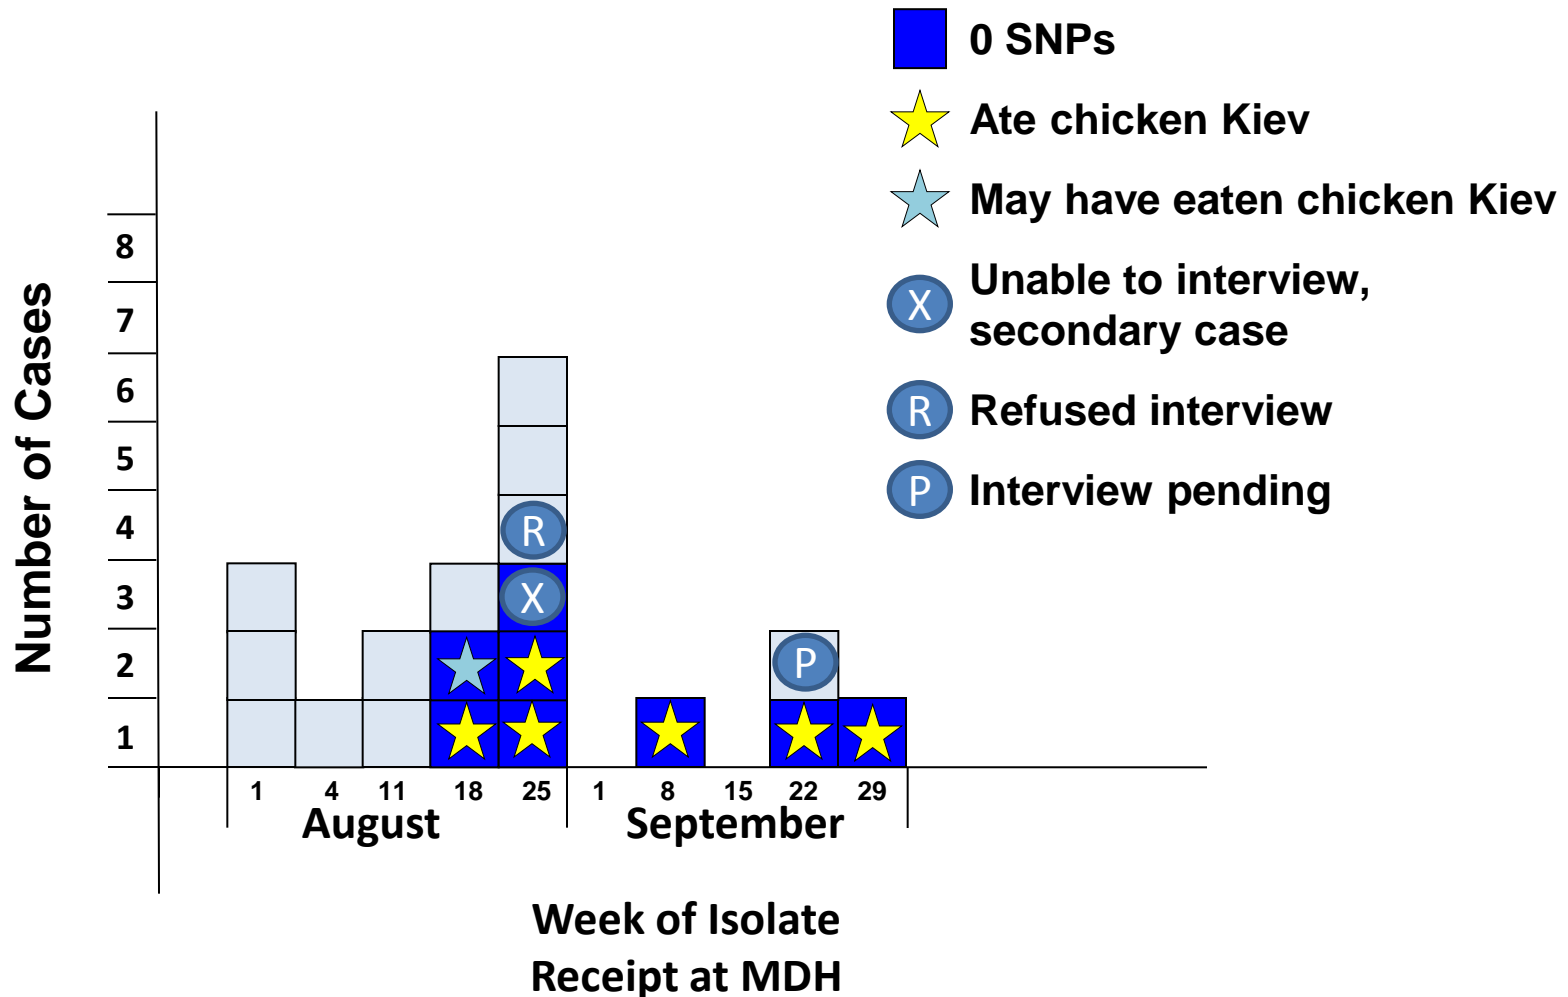 0 SNPs
Ate chicken Kiev
May have eaten chicken Kiev
X
Unable to interview,
secondary case
R Refused interview
P Interview pending
Number of Cases
8
7
6
5
4
3
2
1
R
X
P
1 4 11 18 25 1 8 15 22 29
August September
Week of Isolate
Receipt at MDH